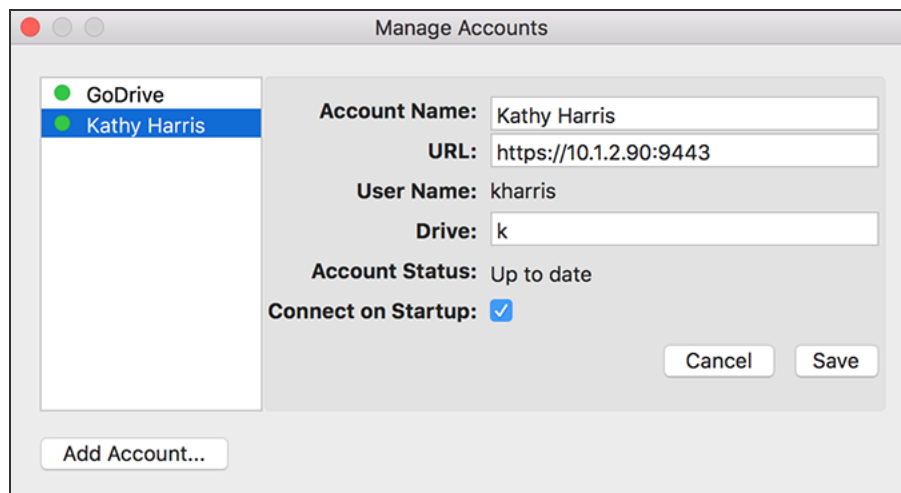 Manage Accounts
GoDrive
Kathy Harris
Account Name: Kathy Harris
URL: https://10.1.2.90:9443
User Name: kharris
Drive: k
Account Status: Up to date
Connect on Startup:
Cancel Save
Add Account...